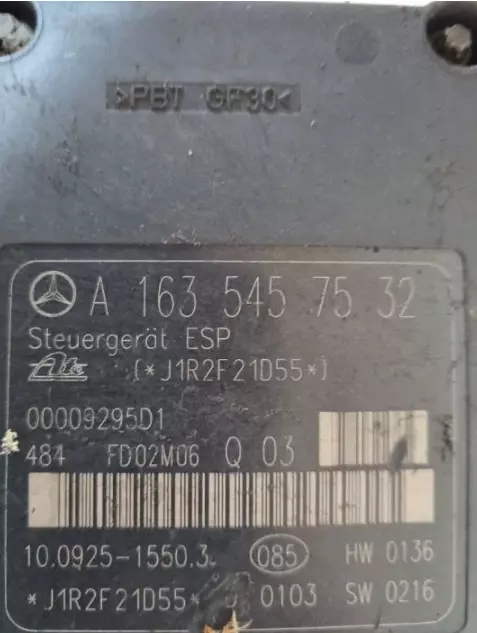 >PBT GF30<
A 163 545 75 32
Steuergerät ESP
Ate (*J1R2F21D55*)
00009295D1
484 FD02M06 Q 03
10.0925-1550.3 085 HW 0136
*J1R2F21D55* 0103 SW 0216